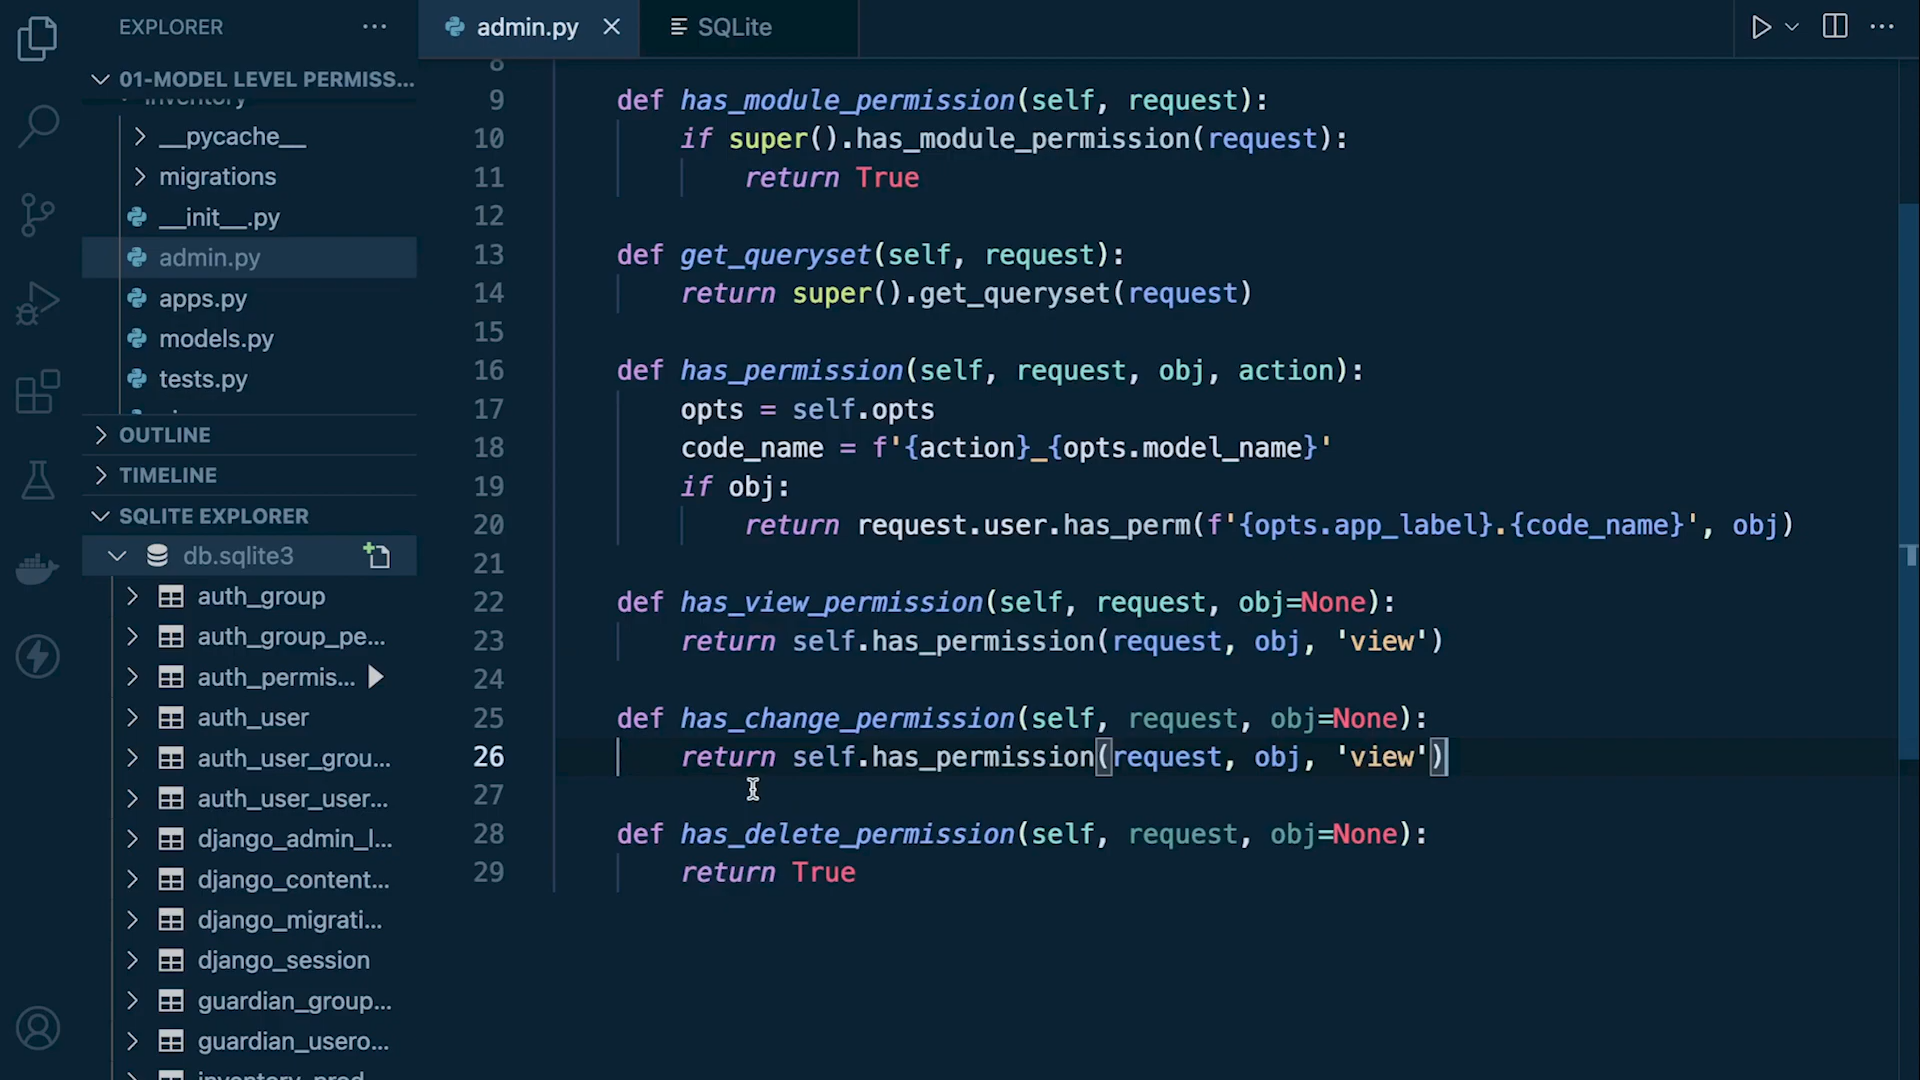 EXPLORER
01-MODEL LEVEL PERMISS...
inventory
__pycache__
migrations
__init__.py
admin.py
apps.py
models.py
tests.py
OUTLINE
TIMELINE
SQLITE EXPLORER
db.sqlite3
auth_group
auth_group_pe...
auth_permis...
auth_user
auth_user_grou...
auth_user_user...
django_admin_l...
django_content...
django_migrati...
django_session
guardian_group...
guardian_usero...
inventory_prod...
admin.py
SQLite
8
9 def has_module_permission(self, request):
10 if super().has_module_permission(request):
11 return True
12
13 def get_queryset(self, request):
14 return super().get_queryset(request)
15
16 def has_permission(self, request, obj, action):
17 opts = self.opts
18 code_name = f'{action}_{opts.model_name}'
19 if obj:
20 return request.user.has_perm(f'{opts.app_label}.{code_name}', obj)
21
22 def has_view_permission(self, request, obj=None):
23 return self.has_permission(request, obj, 'view')
24
25 def has_change_permission(self, request, obj=None):
26 return self.has_permission(request, obj, 'view')
27
28 def has_delete_permission(self, request, obj=None):
29 return True